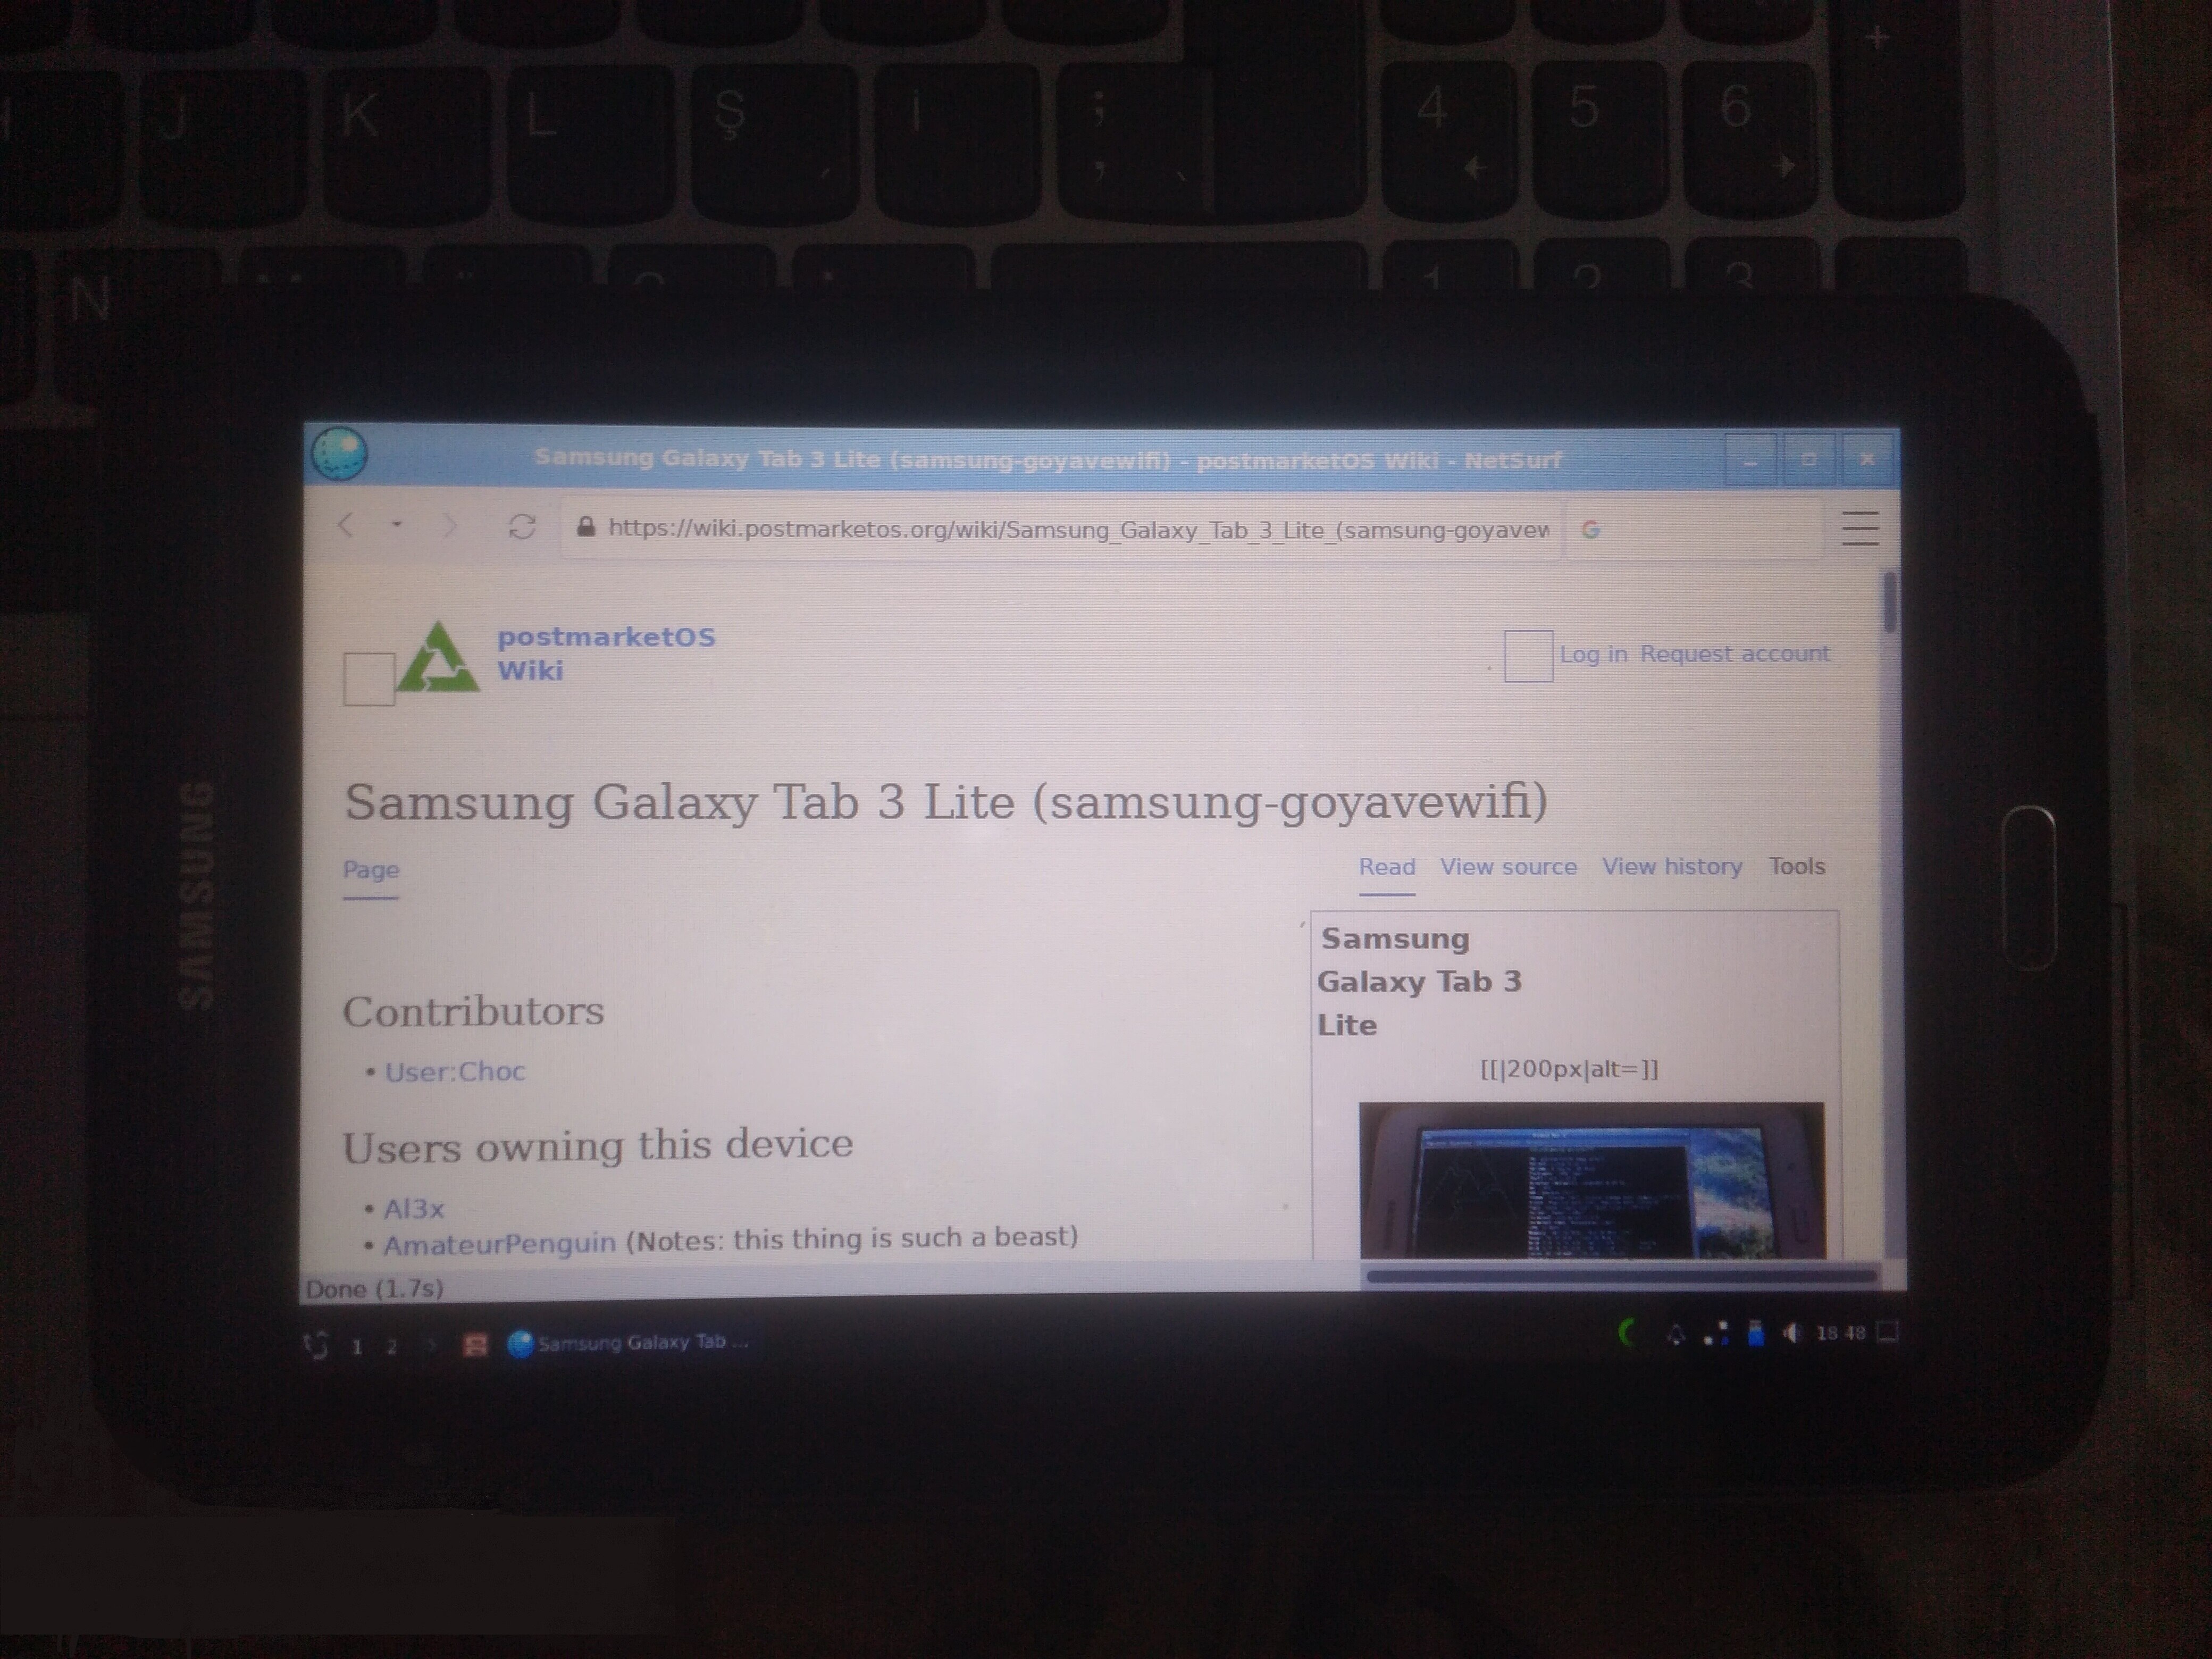 +
J K L Ş İ ; , 4 5 6
N 1 2 3
SAMSUNG
Samsung Galaxy Tab 3 Lite (samsung-goyavewifi) - postmarketOS Wiki - NetSurf
https://wiki.postmarketos.org/wiki/Samsung_Galaxy_Tab_3_Lite_(samsung-goyavew
G
postmarketOS
Wiki
Log in Request account
Samsung Galaxy Tab 3 Lite (samsung-goyavewifi)
Page
Read View source View history Tools
Samsung
Galaxy Tab 3
Lite
[[|200px|alt=]]
Contributors
• User:Choc
Users owning this device
• Al3x
• AmateurPenguin (Notes: this thing is such a beast)
Done (1.7s)
1 2 Samsung Galaxy Tab ... 18 48